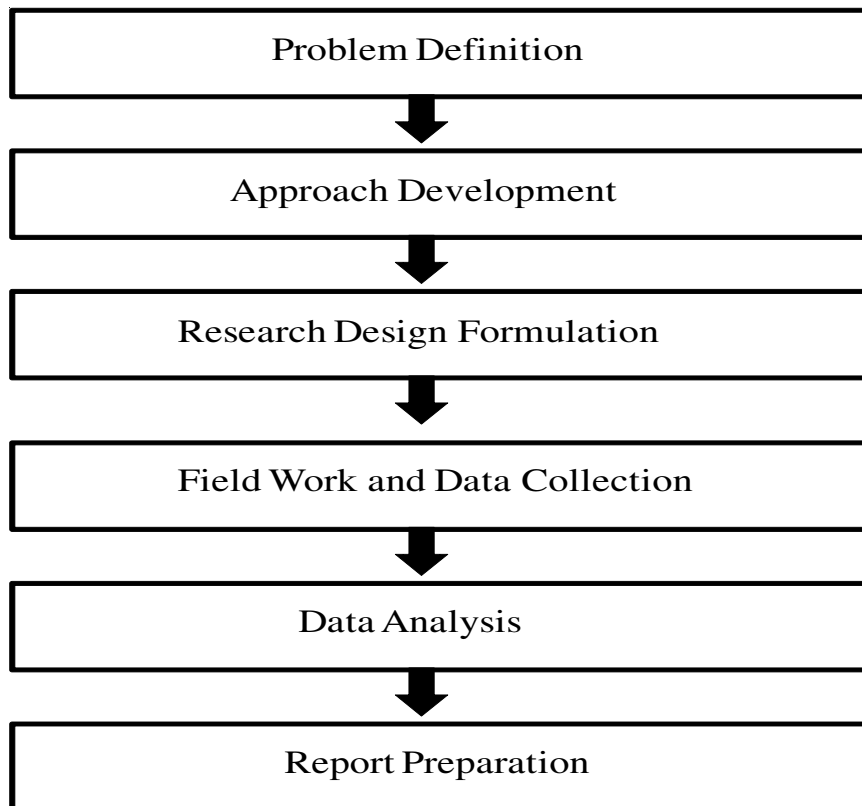 Problem Definition
Approach Development
Research Design Formulation
Field Work and Data Collection
Data Analysis
Report Preparation